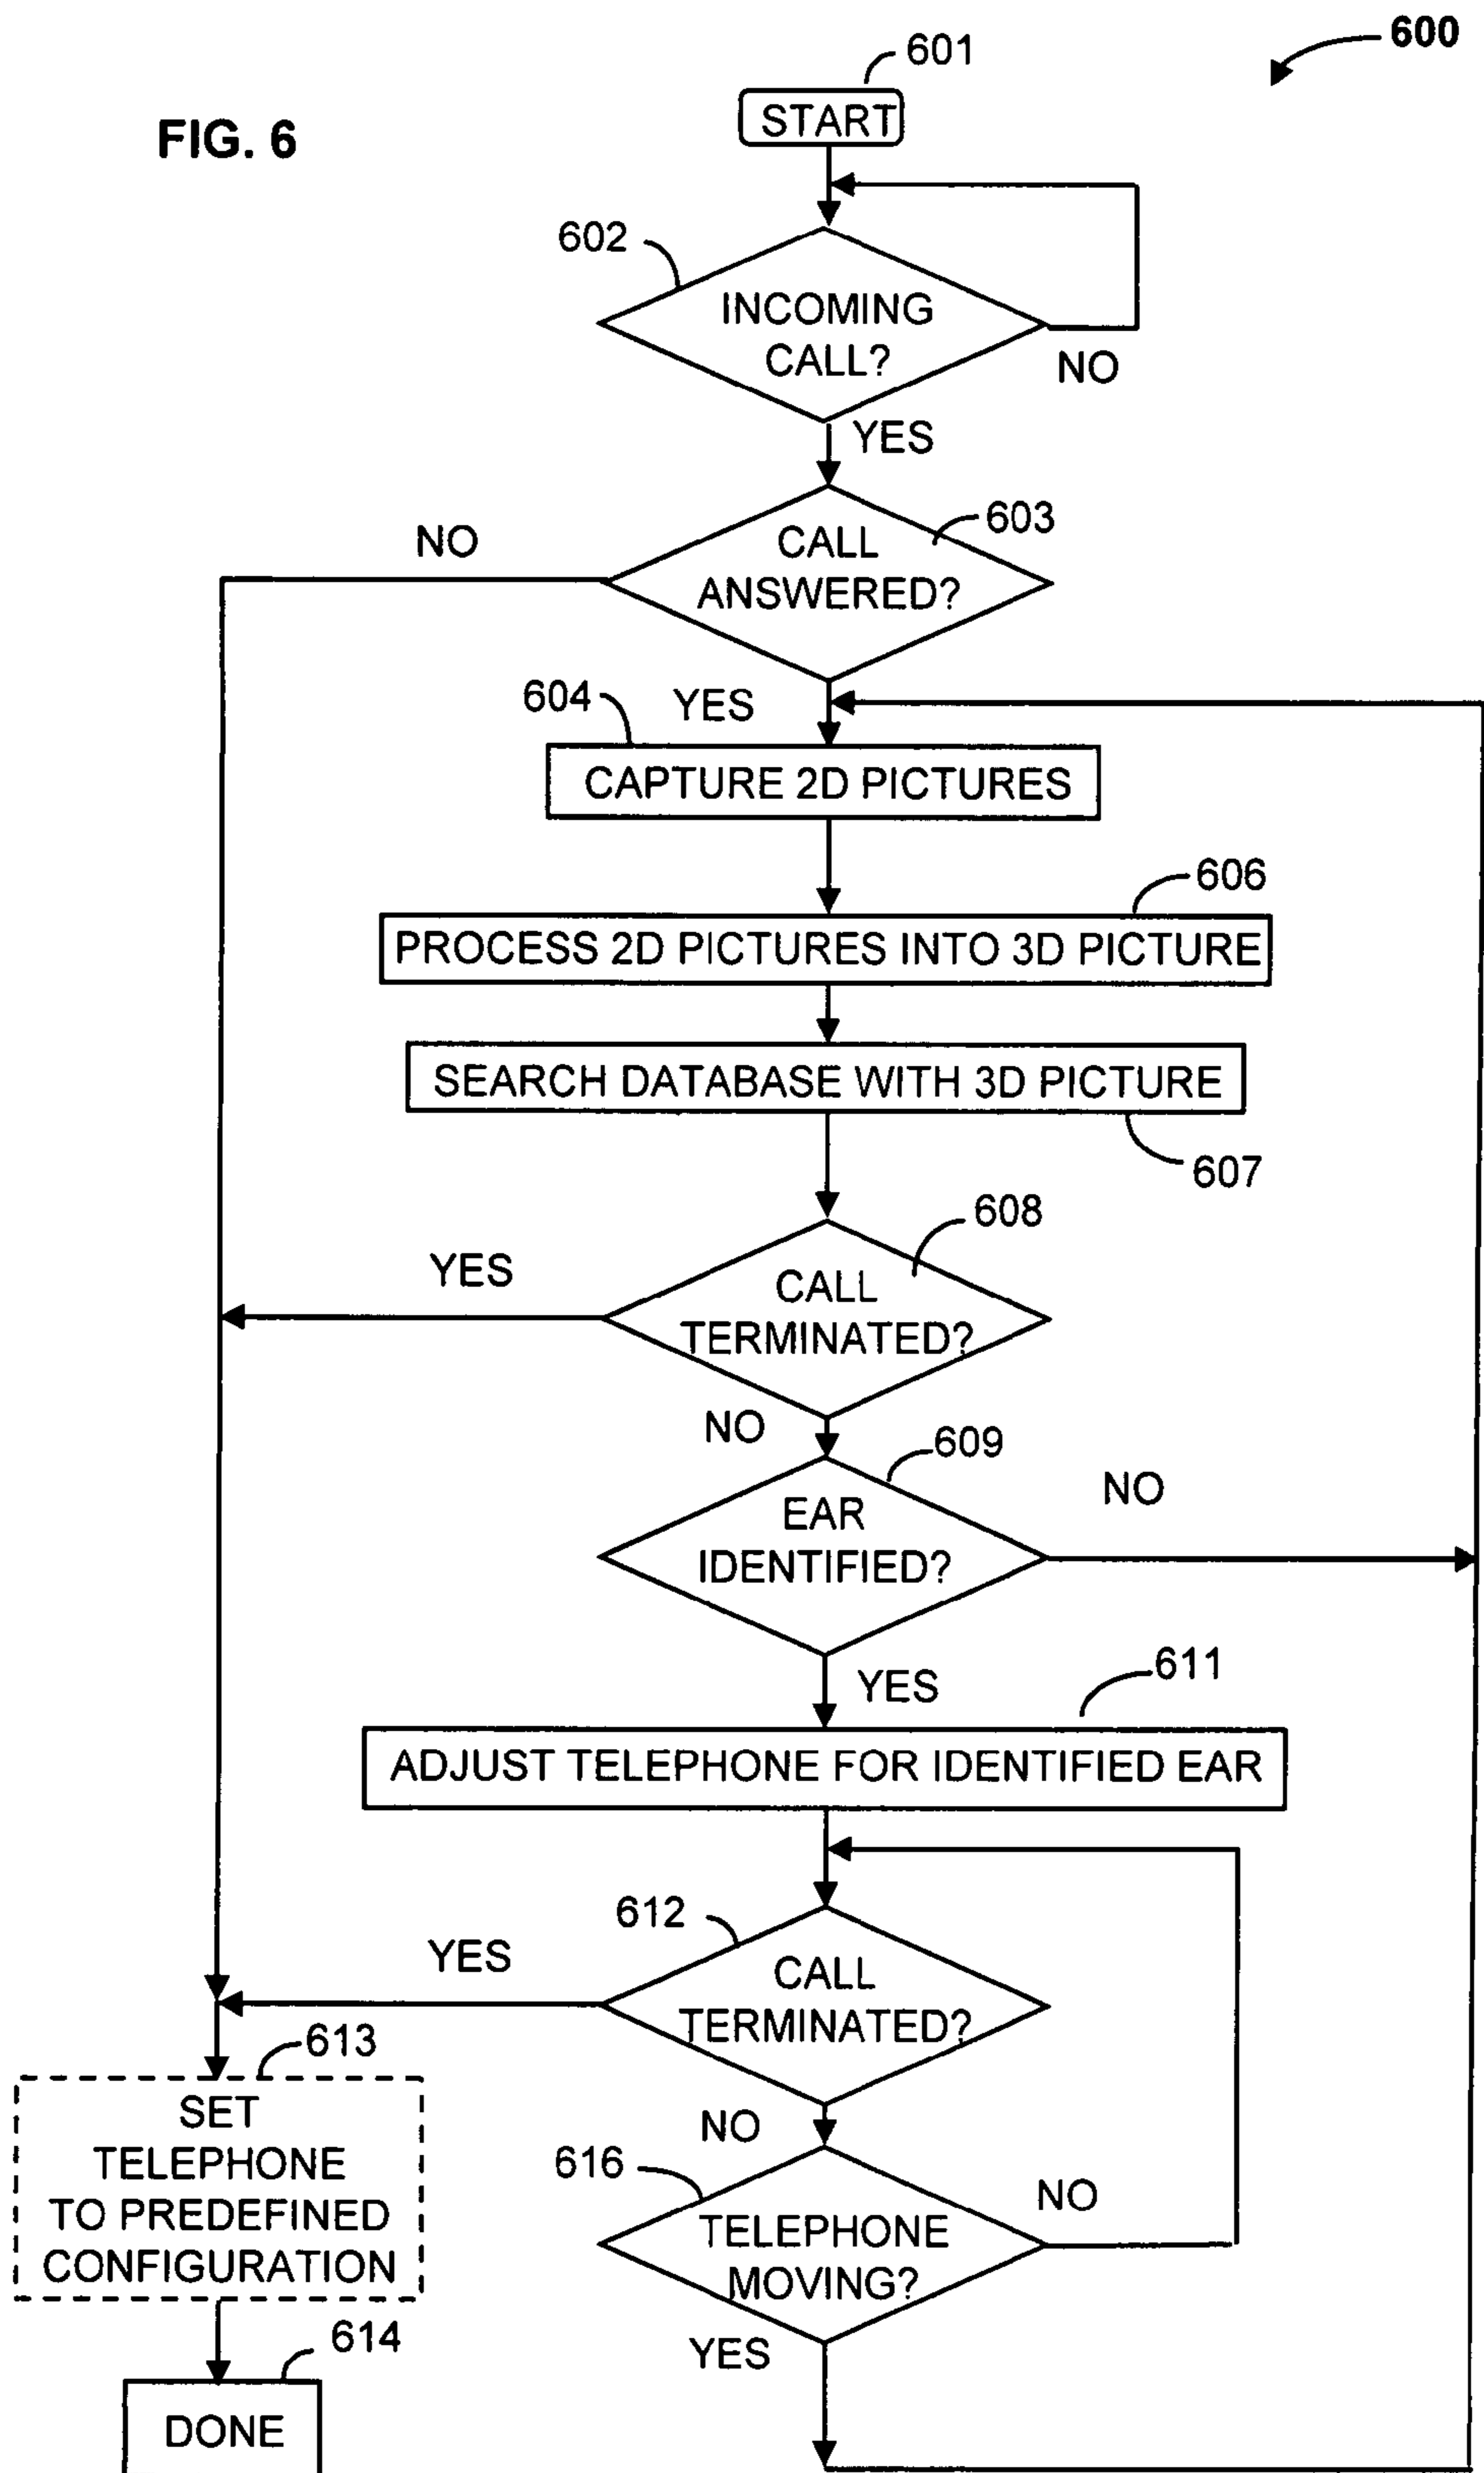 600
601
FIG. 6
START
602
INCOMING
CALL?
NO
YES
603
NO
CALL
ANSWERED?
604
YES
CAPTURE 2D PICTURES
606
PROCESS 2D PICTURES INTO 3D PICTURE
SEARCH DATABASE WITH 3D PICTURE
607
608
YES
CALL
TERMINATED?
NO
609
NO
EAR
IDENTIFIED?
611
YES
ADJUST TELEPHONE FOR IDENTIFIED EAR
612
YES
CALL
TERMINATED?
613
SET
TELEPHONE
TO PREDEFINED
CONFIGURATION
NO
616
NO
TELEPHONE
MOVING?
614
YES
DONE